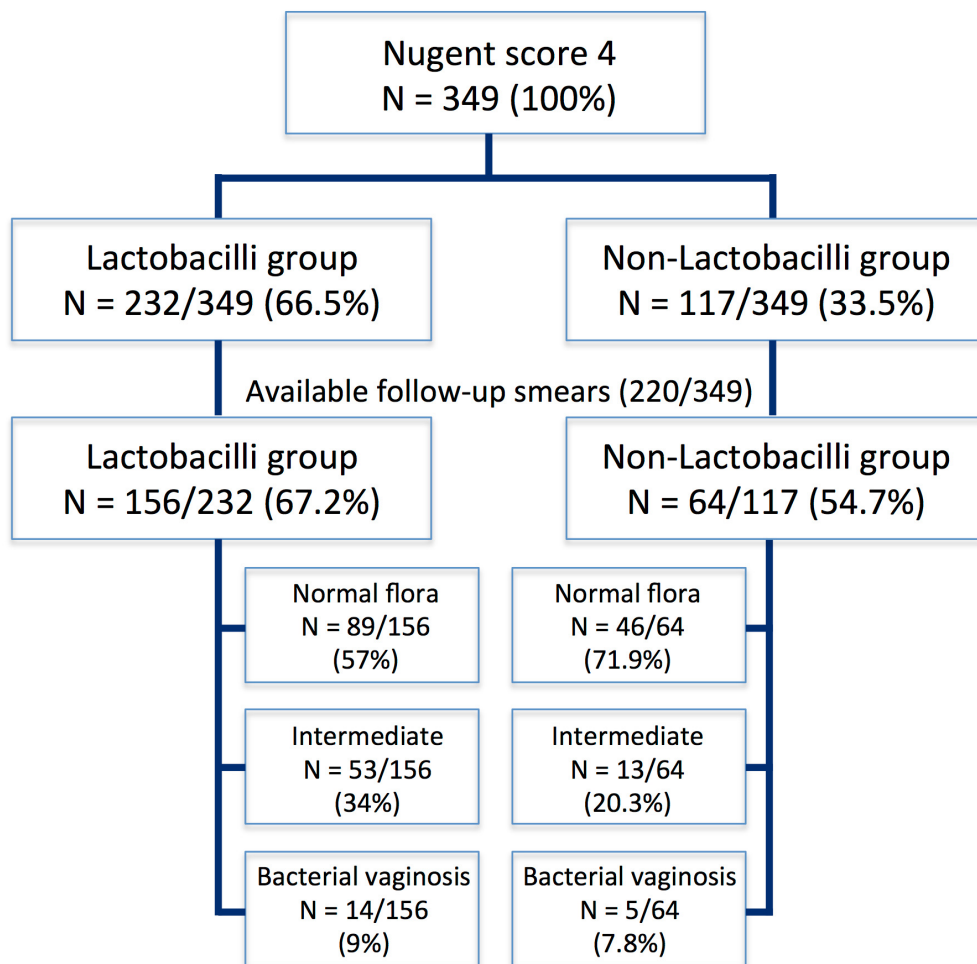 Nugent score 4
N = 349 (100%)
Lactobacilli group
N = 232/349 (66.5%)
Non-Lactobacilli group
N = 117/349 (33.5%)
Available follow-up smears (220/349)
Lactobacilli group
N = 156/232 (67.2%)
Non-Lactobacilli group
N = 64/117 (54.7%)
Normal flora
N = 89/156
(57%)
Normal flora
N = 46/64
(71.9%)
Intermediate
N = 53/156
(34%)
Intermediate
N = 13/64
(20.3%)
Bacterial vaginosis
N = 14/156
(9%)
Bacterial vaginosis
N = 5/64
(7.8%)